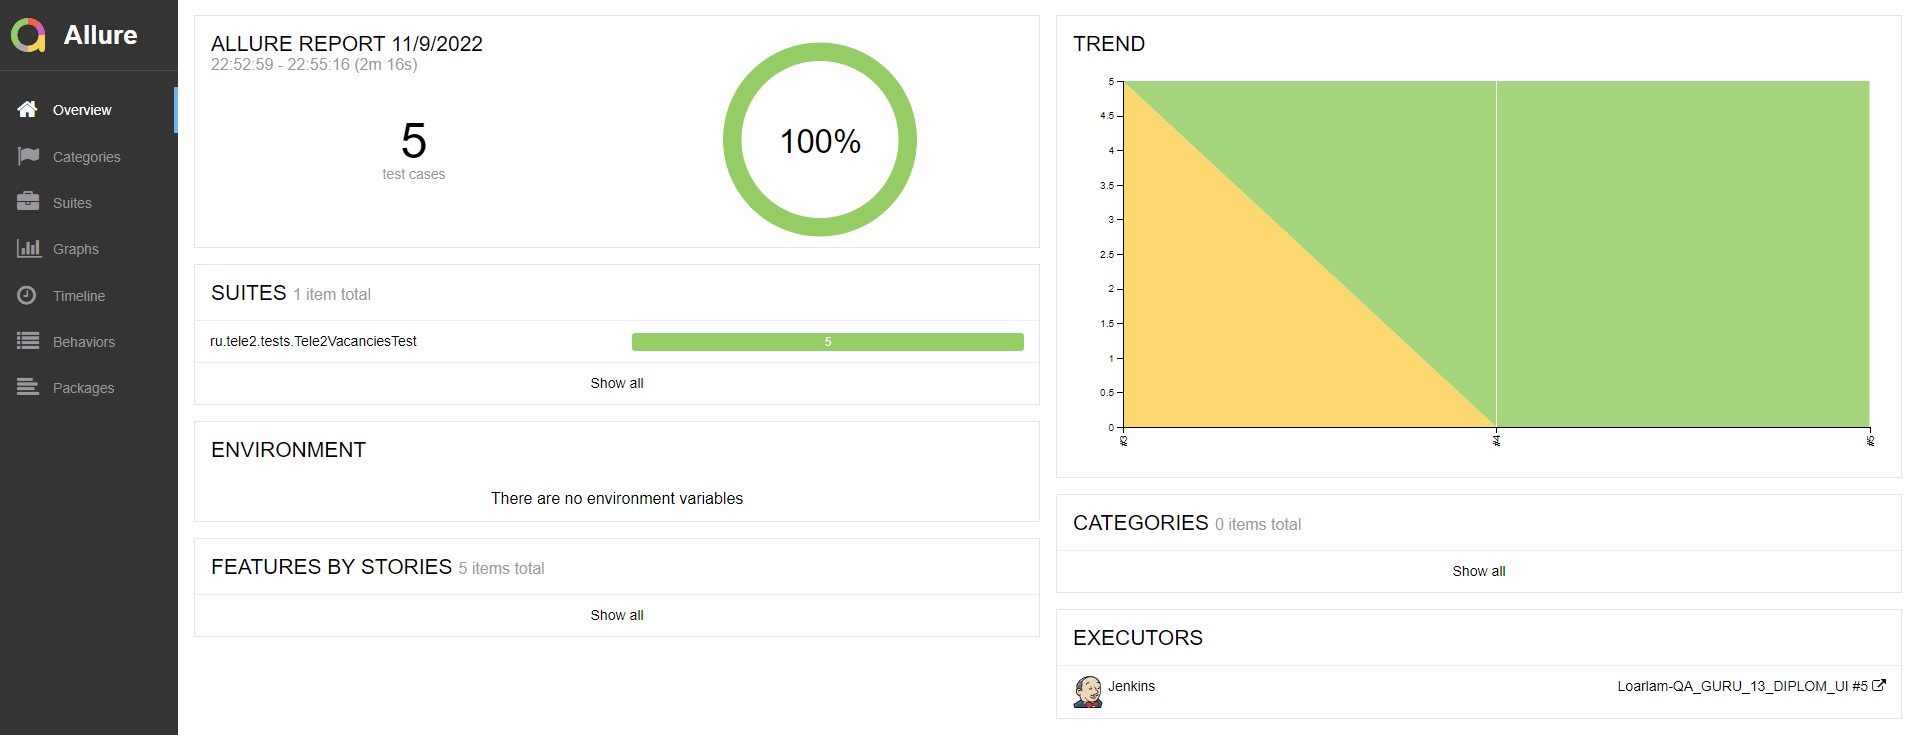 Allure
Overview
Categories
Suites
Graphs
Timeline
Behaviors
Packages
ALLURE REPORT 11/9/2022
22:52:59 - 22:55:16 (2m 16s)
5
test cases
100%
SUITES 1 item total
ru.tele2.tests.Tele2VacanciesTest 5
Show all
ENVIRONMENT
There are no environment variables
FEATURES BY STORIES 5 items total
Show all
TREND
5
4.5
4
3.5
3
2.5
2
1.5
1
0.5
0
#3 #4 #5
CATEGORIES 0 items total
Show all
EXECUTORS
Jenkins Loarlam-QA_GURU_13_DIPLOM_UI #5